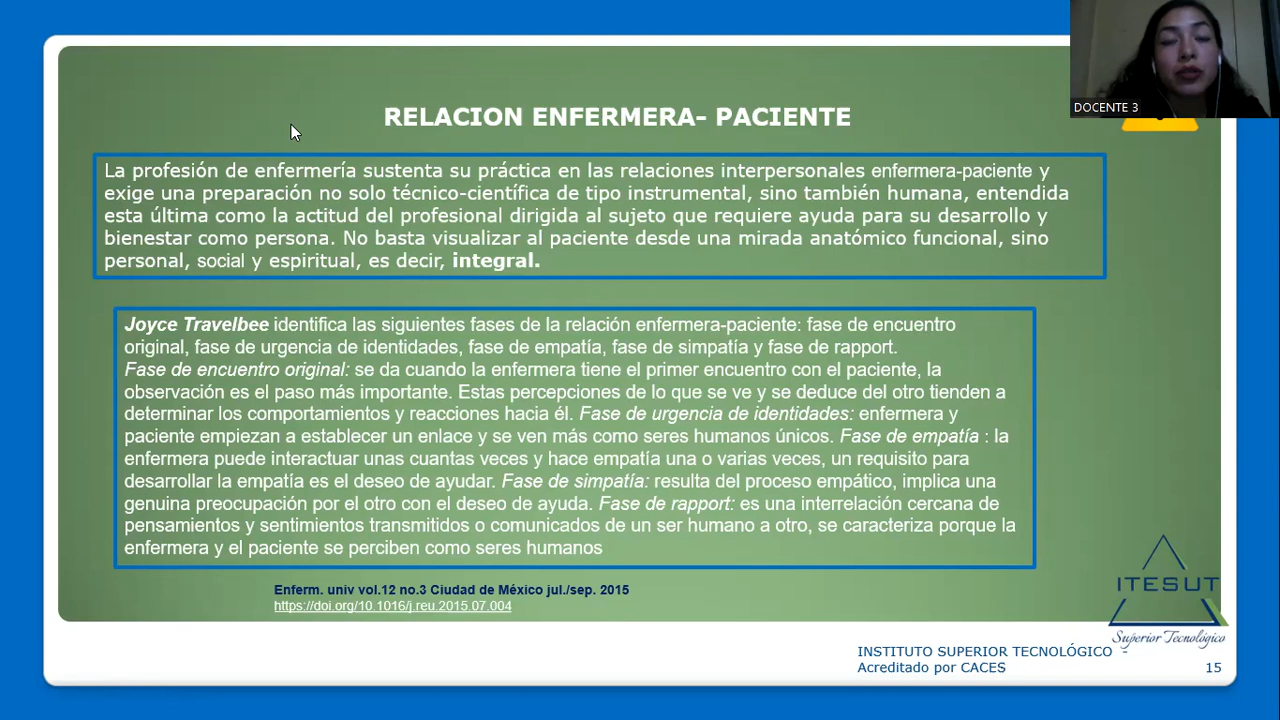 DOCENTE 3
RELACION ENFERMERA- PACIENTE
La profesión de enfermería sustenta su práctica en las relaciones interpersonales enfermera-paciente y
exige una preparación no solo técnico-científica de tipo instrumental, sino también humana, entendida
esta última como la actitud del profesional dirigida al sujeto que requiere ayuda para su desarrollo y
bienestar como persona. No basta visualizar al paciente desde una mirada anatómico funcional, sino
personal, social y espiritual, es decir, integral.
Joyce Travelbee identifica las siguientes fases de la relación enfermera-paciente: fase de encuentro
original, fase de urgencia de identidades, fase de empatía, fase de simpatía y fase de rapport.
Fase de encuentro original: se da cuando la enfermera tiene el primer encuentro con el paciente, la
observación es el paso más importante. Estas percepciones de lo que se ve y se deduce del otro tienden a
determinar los comportamientos y reacciones hacia él. Fase de urgencia de identidades: enfermera y
paciente empiezan a establecer un enlace y se ven más como seres humanos únicos. Fase de empatía : la
enfermera puede interactuar unas cuantas veces y hace empatía una o varias veces, un requisito para
desarrollar la empatía es el deseo de ayudar. Fase de simpatía: resulta del proceso empático, implica una
genuina preocupación por el otro con el deseo de ayuda. Fase de rapport: es una interrelación cercana de
pensamientos y sentimientos transmitidos o comunicados de un ser humano a otro, se caracteriza porque la
enfermera y el paciente se perciben como seres humanos
Enferm. univ vol.12 no.3 Ciudad de México jul./sep. 2015
https://doi.org/10.1016/j.reu.2015.07.004
ITESUT
Superior Tecnológico
INSTITUTO SUPERIOR TECNOLÓGICO -
Acreditado por CACES
15